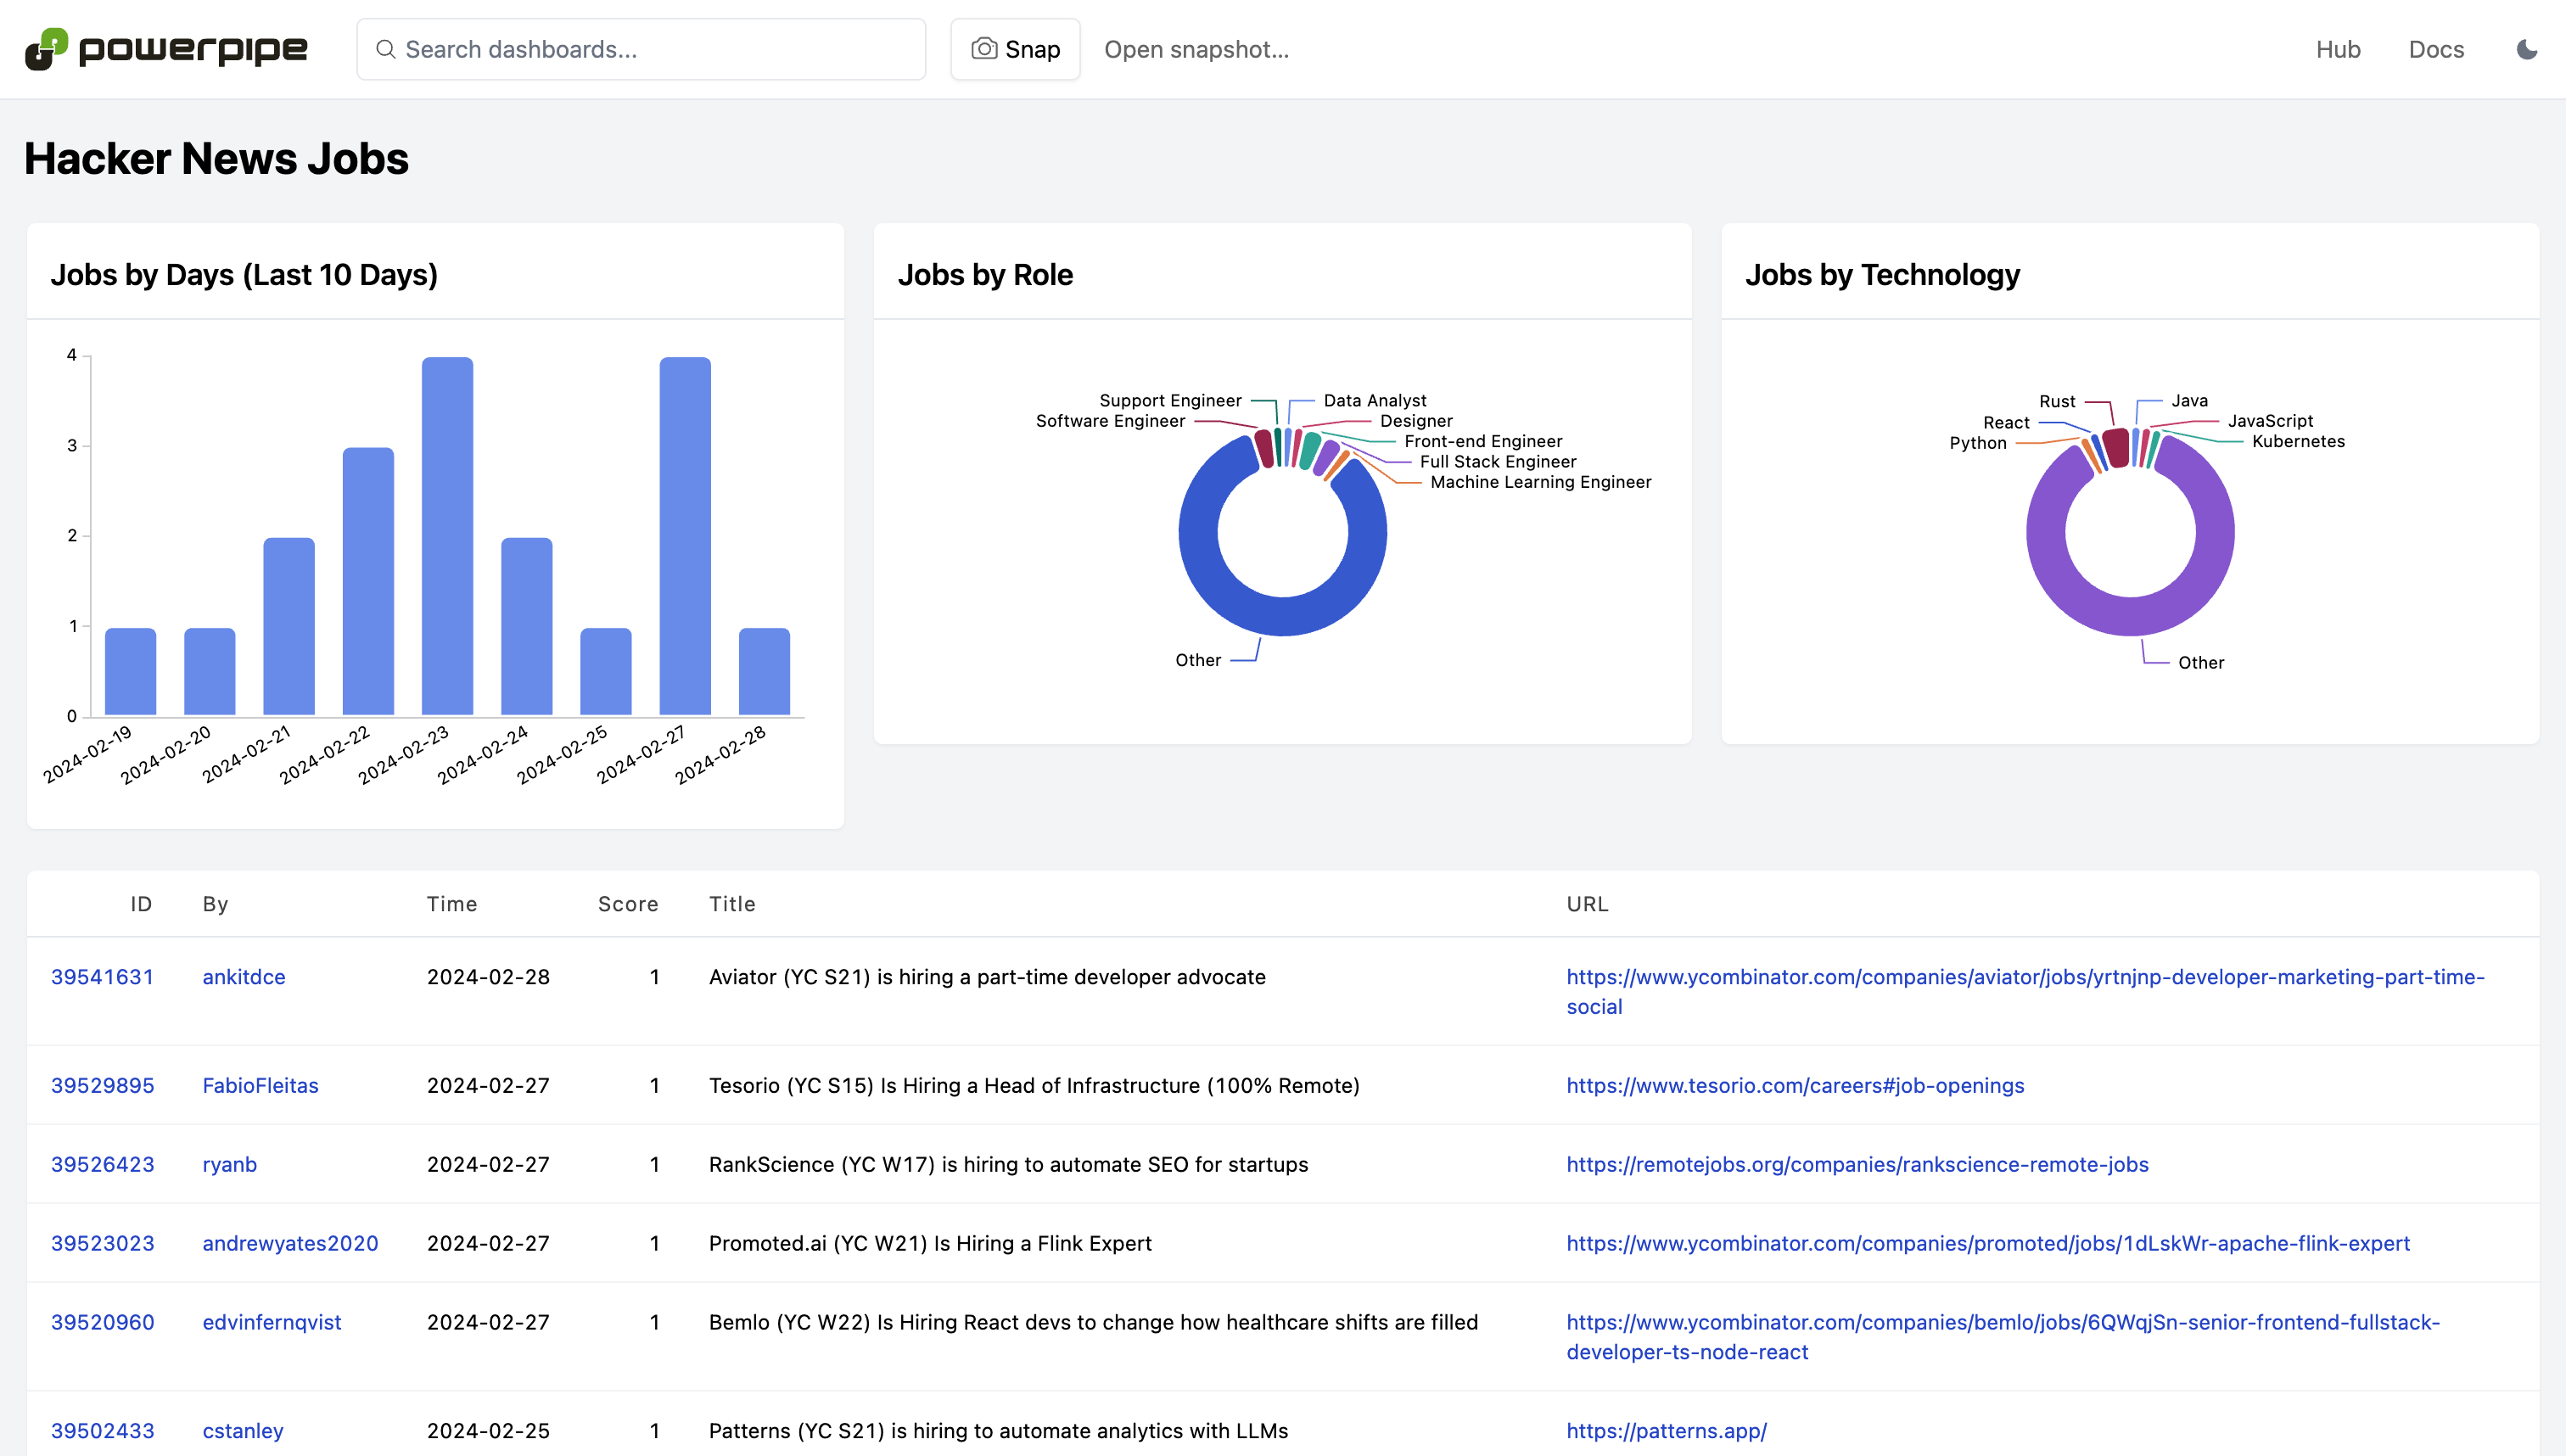 powerpipe
Search dashboards...
Snap
Open snapshot...
Hub
Docs
Hacker News Jobs
Jobs by Days (Last 10 Days)
4
3
2
1
0
2024-02-19
2024-02-20
2024-02-21
2024-02-22
2024-02-23
2024-02-24
2024-02-25
2024-02-27
2024-02-28
Jobs by Role
Support Engineer
Data Analyst
Software Engineer
Designer
Front-end Engineer
Full Stack Engineer
Machine Learning Engineer
Other
Jobs by Technology
Rust
Java
React
JavaScript
Python
Kubernetes
Other
ID By Time Score Title URL
39541631 ankitdce 2024-02-28 1 Aviator (YC S21) is hiring a part-time developer advocate https://www.ycombinator.com/companies/aviator/jobs/yrtnjnp-developer-marketing-part-time-
social
39529895 FabioFleitas 2024-02-27 1 Tesorio (YC S15) Is Hiring a Head of Infrastructure (100% Remote) https://www.tesorio.com/careers#job-openings
39526423 ryanb 2024-02-27 1 RankScience (YC W17) is hiring to automate SEO for startups https://remotejobs.org/companies/rankscience-remote-jobs
39523023 andrewyates2020 2024-02-27 1 Promoted.ai (YC W21) Is Hiring a Flink Expert https://www.ycombinator.com/companies/promoted/jobs/1dLskWr-apache-flink-expert
39520960 edvinfernqvist 2024-02-27 1 Bemlo (YC W22) Is Hiring React devs to change how healthcare shifts are filled https://www.ycombinator.com/companies/bemlo/jobs/6QWqjSn-senior-frontend-fullstack-
developer-ts-node-react
39502433 cstanley 2024-02-25 1 Patterns (YC S21) is hiring to automate analytics with LLMs https://patterns.app/